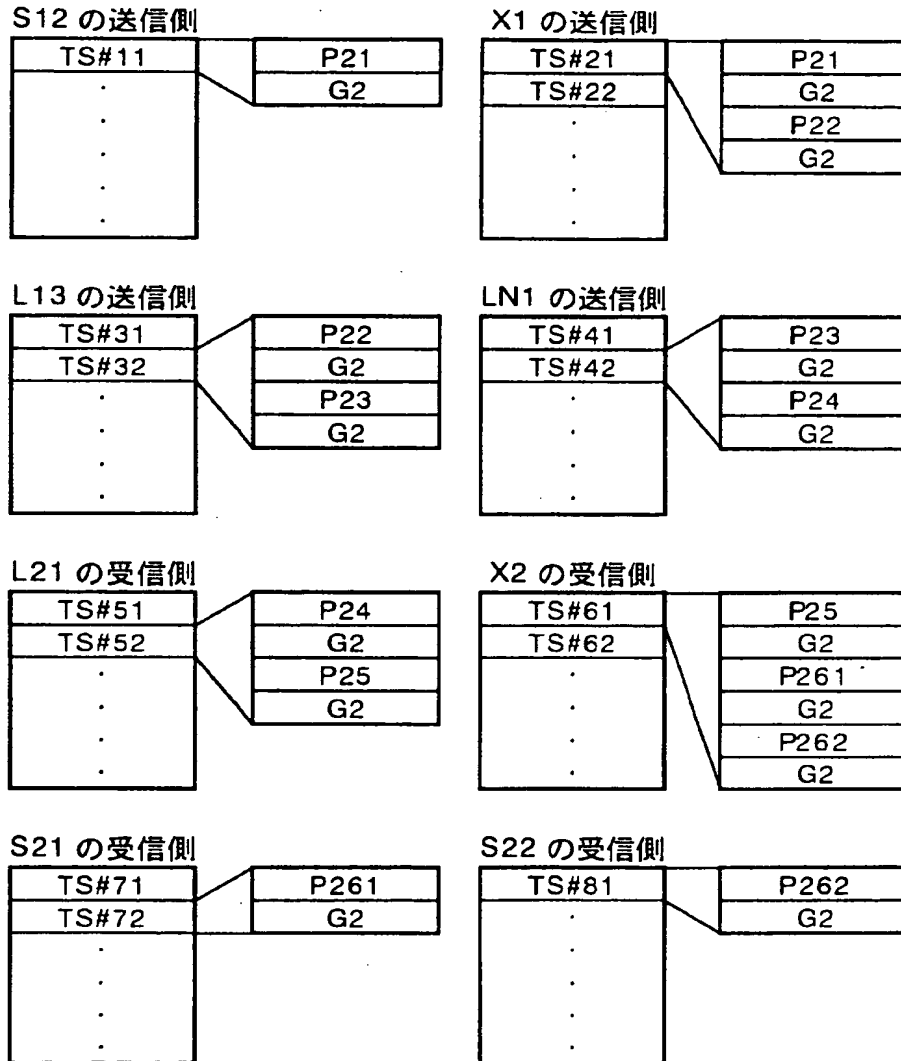 S12 の送信側
TS#11
P21
G2
X1 の送信側
TS#21
TS#22
P21
G2
P22
G2
L13 の送信側
TS#31
TS#32
P22
G2
P23
G2
LN1 の送信側
TS#41
TS#42
P23
G2
P24
G2
L21 の受信側
TS#51
TS#52
P24
G2
P25
G2
X2 の受信側
TS#61
TS#62
P25
G2
P261
G2
P262
G2
S21 の受信側
TS#71
TS#72
P261
G2
S22 の受信側
TS#81
P262
G2